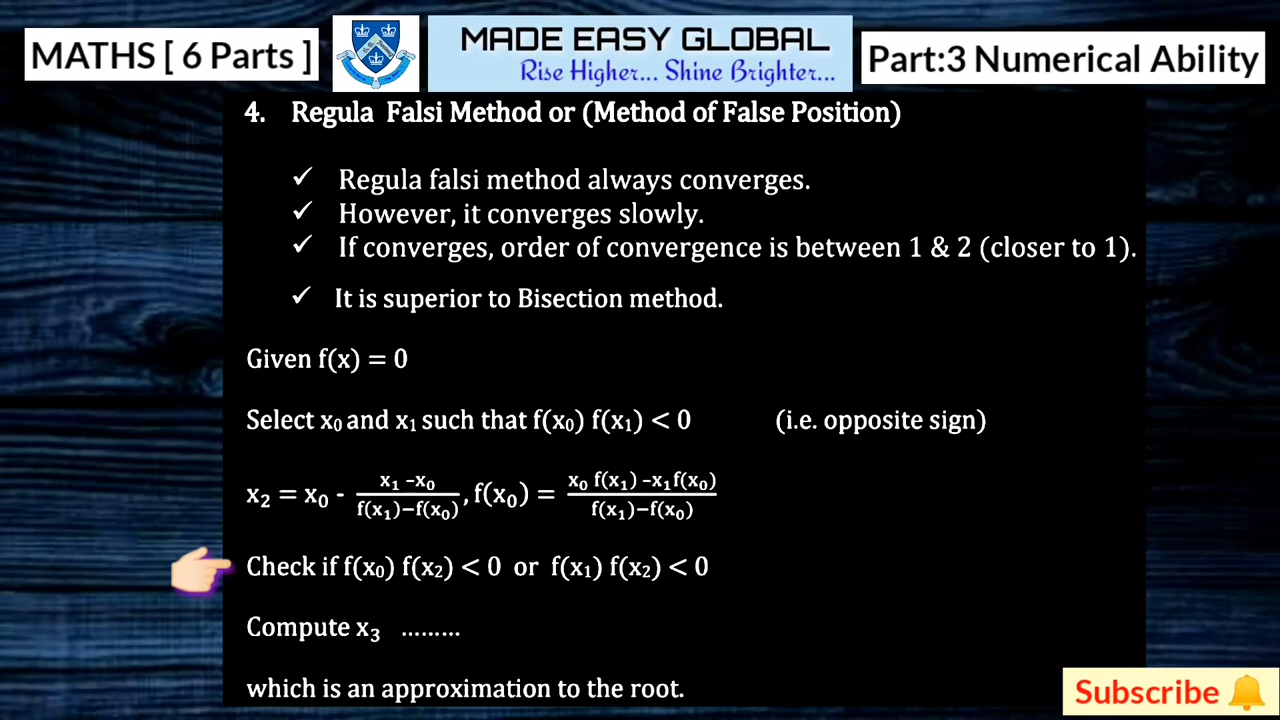 MATHS [ 6 Parts ]
MADE EASY GLOBAL
Rise Higher... Shine Brighter...
Part:3 Numerical Ability
4. Regula Falsi Method or (Method of False Position)
✓ Regula falsi method always converges.
✓ However, it converges slowly.
✓ If converges, order of convergence is between 1 & 2 (closer to 1).
✓ It is superior to Bisection method.
Given f(x) = 0
Select x₀ and x₁ such that f(x₀) f(x₁) < 0 (i.e. opposite sign)
x₂ = x₀ - (x₁ –x₀)/(f(x₁)−f(x₀)) , f(x₀) = (x₀ f(x₁) –x₁f(x₀))/(f(x₁)−f(x₀))
Check if f(x₀) f(x₂) < 0 or f(x₁) f(x₂) < 0
Compute x₃ .........
which is an approximation to the root.
Subscribe